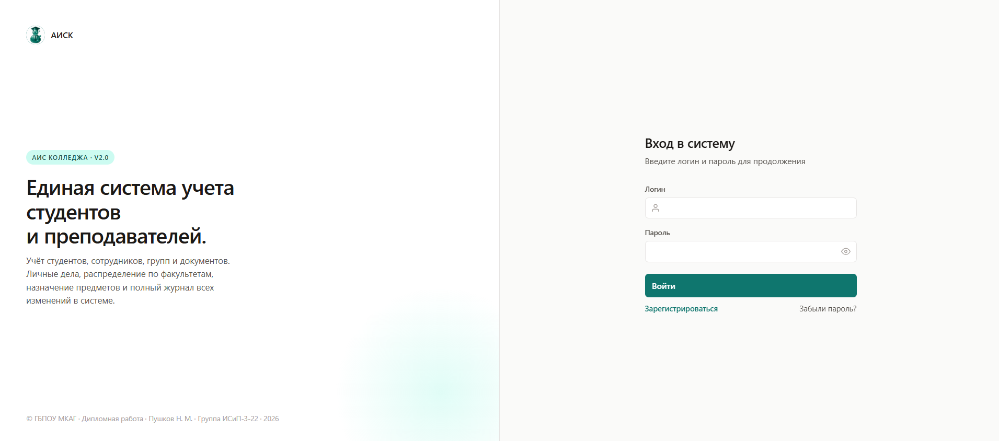 АИСК
АИС КОЛЛЕДЖА · V2.0
Единая система учета
студентов
и преподавателей.
Учёт студентов, сотрудников, групп и документов.
Личные дела, распределение по факультетам,
назначение предметов и полный журнал всех
изменений в системе.
© ГБПОУ МКАГ · Дипломная работа · Пушков Н. М. · Группа ИСиП-3-22 · 2026
Вход в систему
Введите логин и пароль для продолжения
Логин
Пароль
Войти
Зарегистрироваться Забыли пароль?